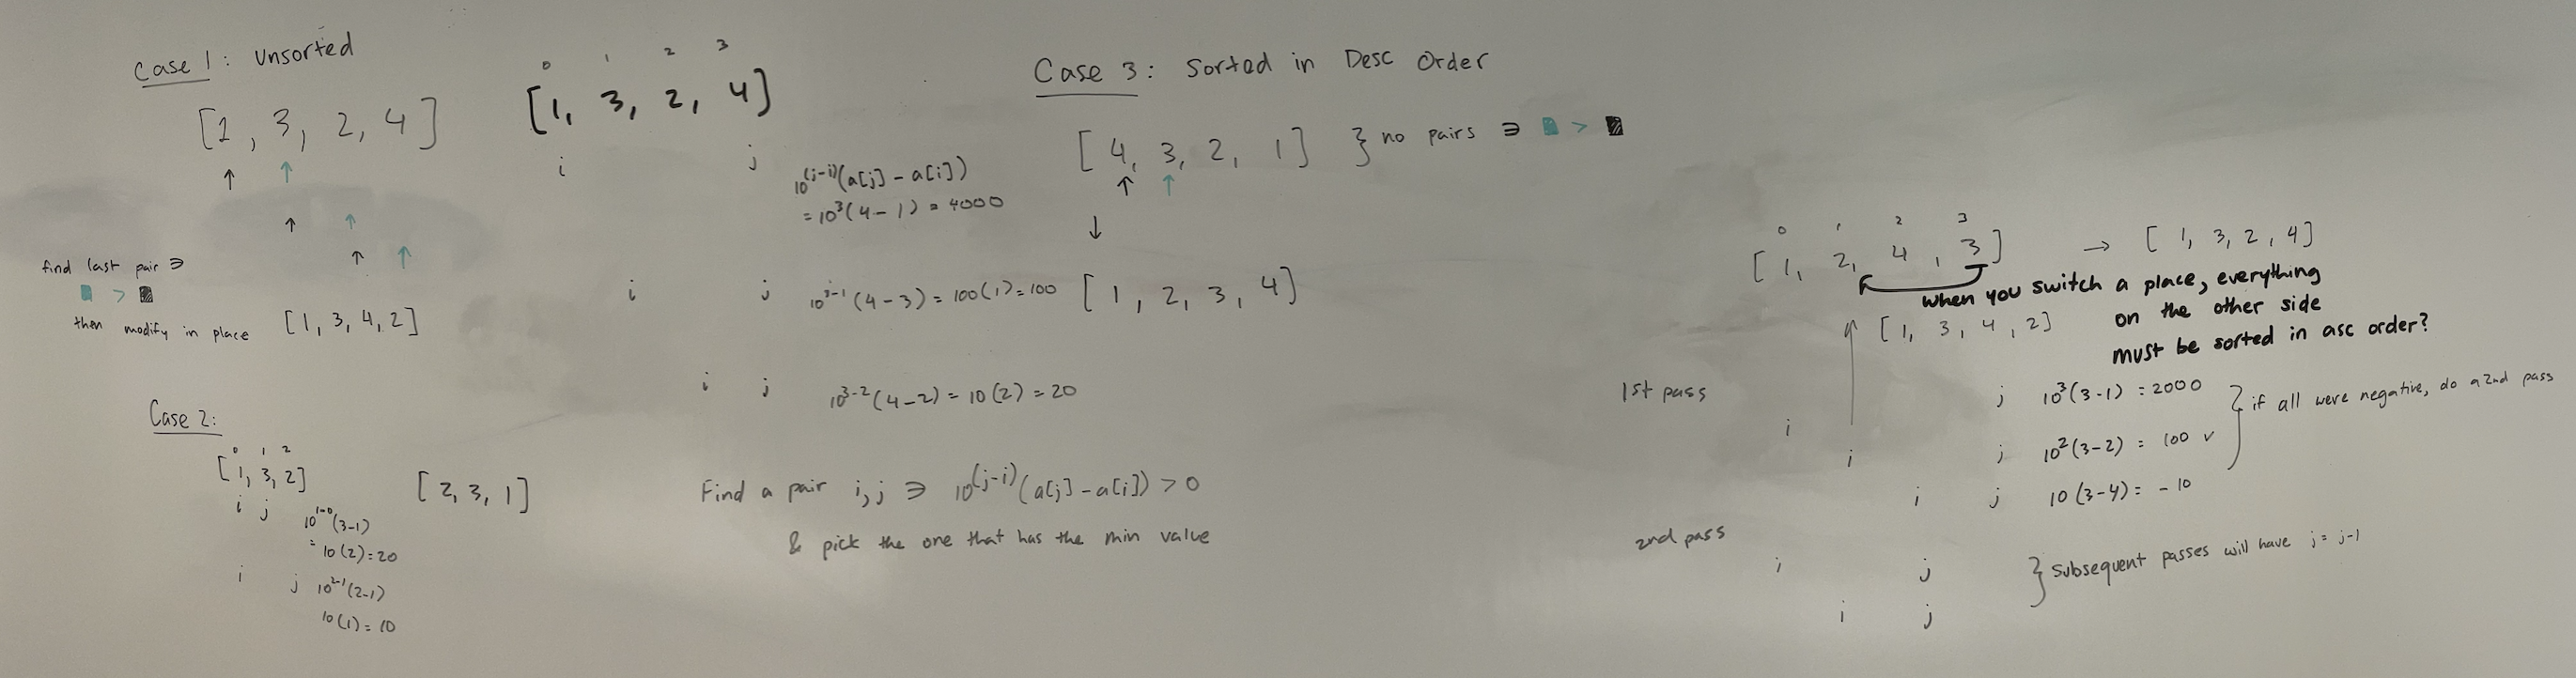 Case 1: Unsorted
[1, 3, 2, 4]
↑ ↑
↑ ↑
↑ ↑
find last pair ∋
>
then modify in place [1, 3, 4, 2]
0 1 2 3
[1, 3, 2, 4]
i j 10^(j-i)(a[j] - a[i])
= 10^3(4 - 1) = 4000
i j 10^3-1(4-3) = 100(1) = 100
i j 10^3-2(4-2) = 10(2) = 20
Case 2:
0 1 2
[1, 3, 2] [2, 3, 1]
i j 10^1-0(3-1)
= 10(2) = 20
i j 10^2-1(2-1)
10(1) = 10
Find a pair i, j ∋ 10^(j-i)(a[j] - a[i]) > 0
& pick the one that has the min value
Case 3: Sorted in Desc Order
[4, 3, 2, 1] } no pairs ∋ >
↑ ↑
↓
[1, 2, 3, 4]
0 1 2 3
[1, 2, 4, 3] → [1, 3, 2, 4]
when you switch a place, everything
on the other side
must be sorted in asc order?
[1, 3, 4, 2]
1st pass
i j 10^3(3-1) = 2000
i j 10^2(3-2) = 100 ✓
i j 10(3-4) = -10
} if all were negative, do a 2nd pass
2nd pass
i j
i j
} subsequent passes will have j = j-1